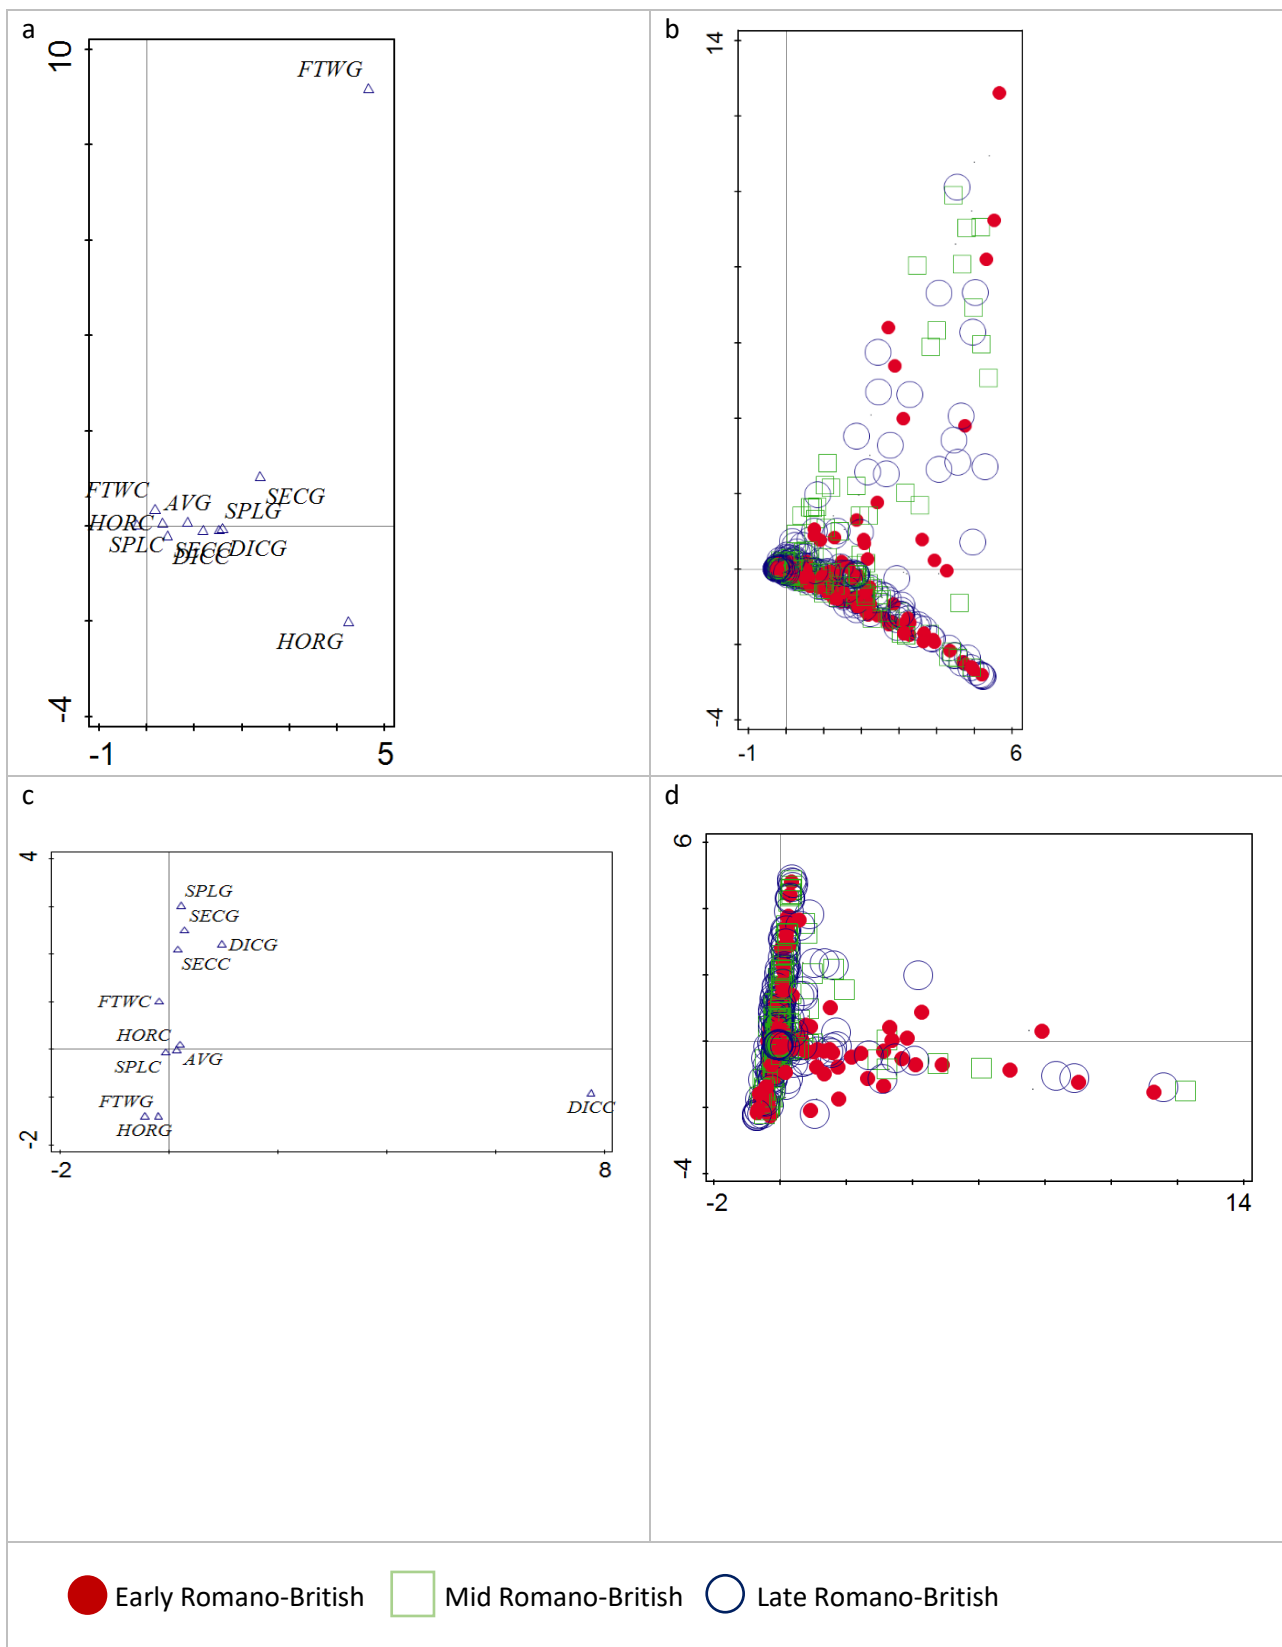 a
10
FTWG
FTWC
AVG
SECG
SPLG
HORC
SPLC
SECC
DICG
DICC
HORG
-4
-1
5
b
14
-4
-1
6
c
4
SPLG
SECG
DICG
SECC
FTWC
HORC
AVG
SPLC
FTWG
HORG
DICC
-2
-2
8
d
6
-4
-2
14
Early Romano-British
Mid Romano-British
Late Romano-British